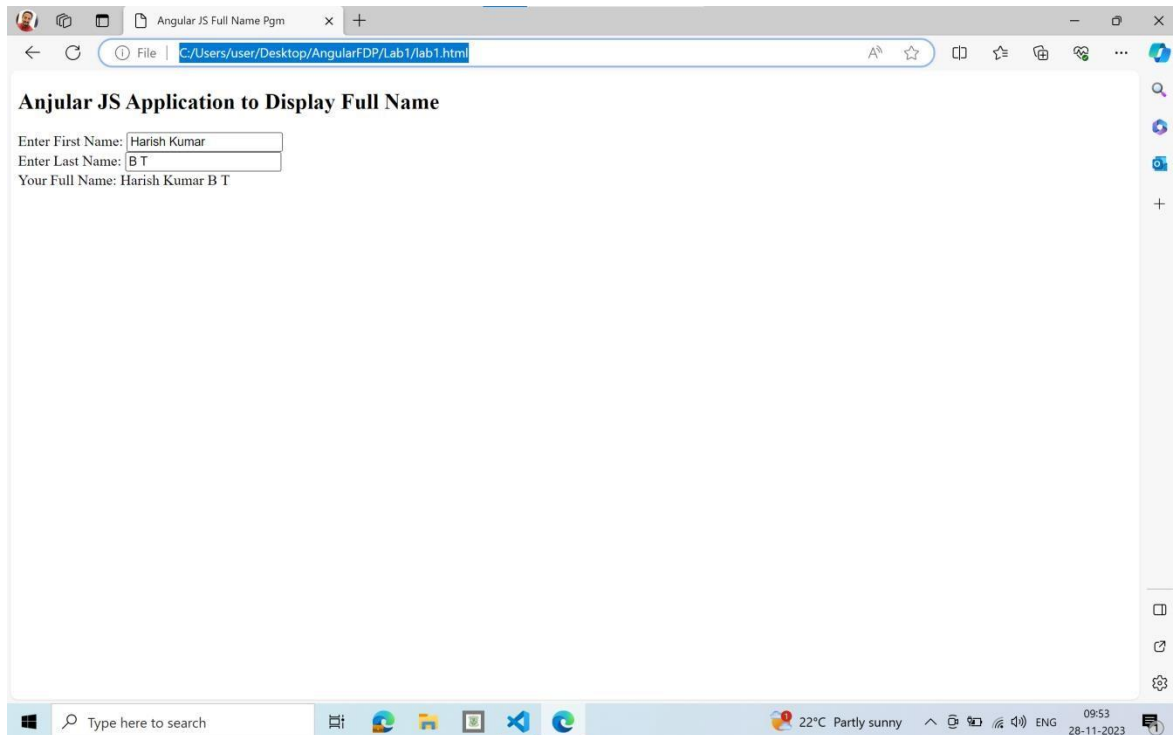 Angular JS Full Name Pgm
File
C:/Users/user/Desktop/AngularFDP/Lab1/lab1.html
Anjular JS Application to Display Full Name
Enter First Name: Harish Kumar
Enter Last Name: B T
Your Full Name: Harish Kumar B T
Type here to search
22°C Partly sunny
ENG
09:53
28-11-2023